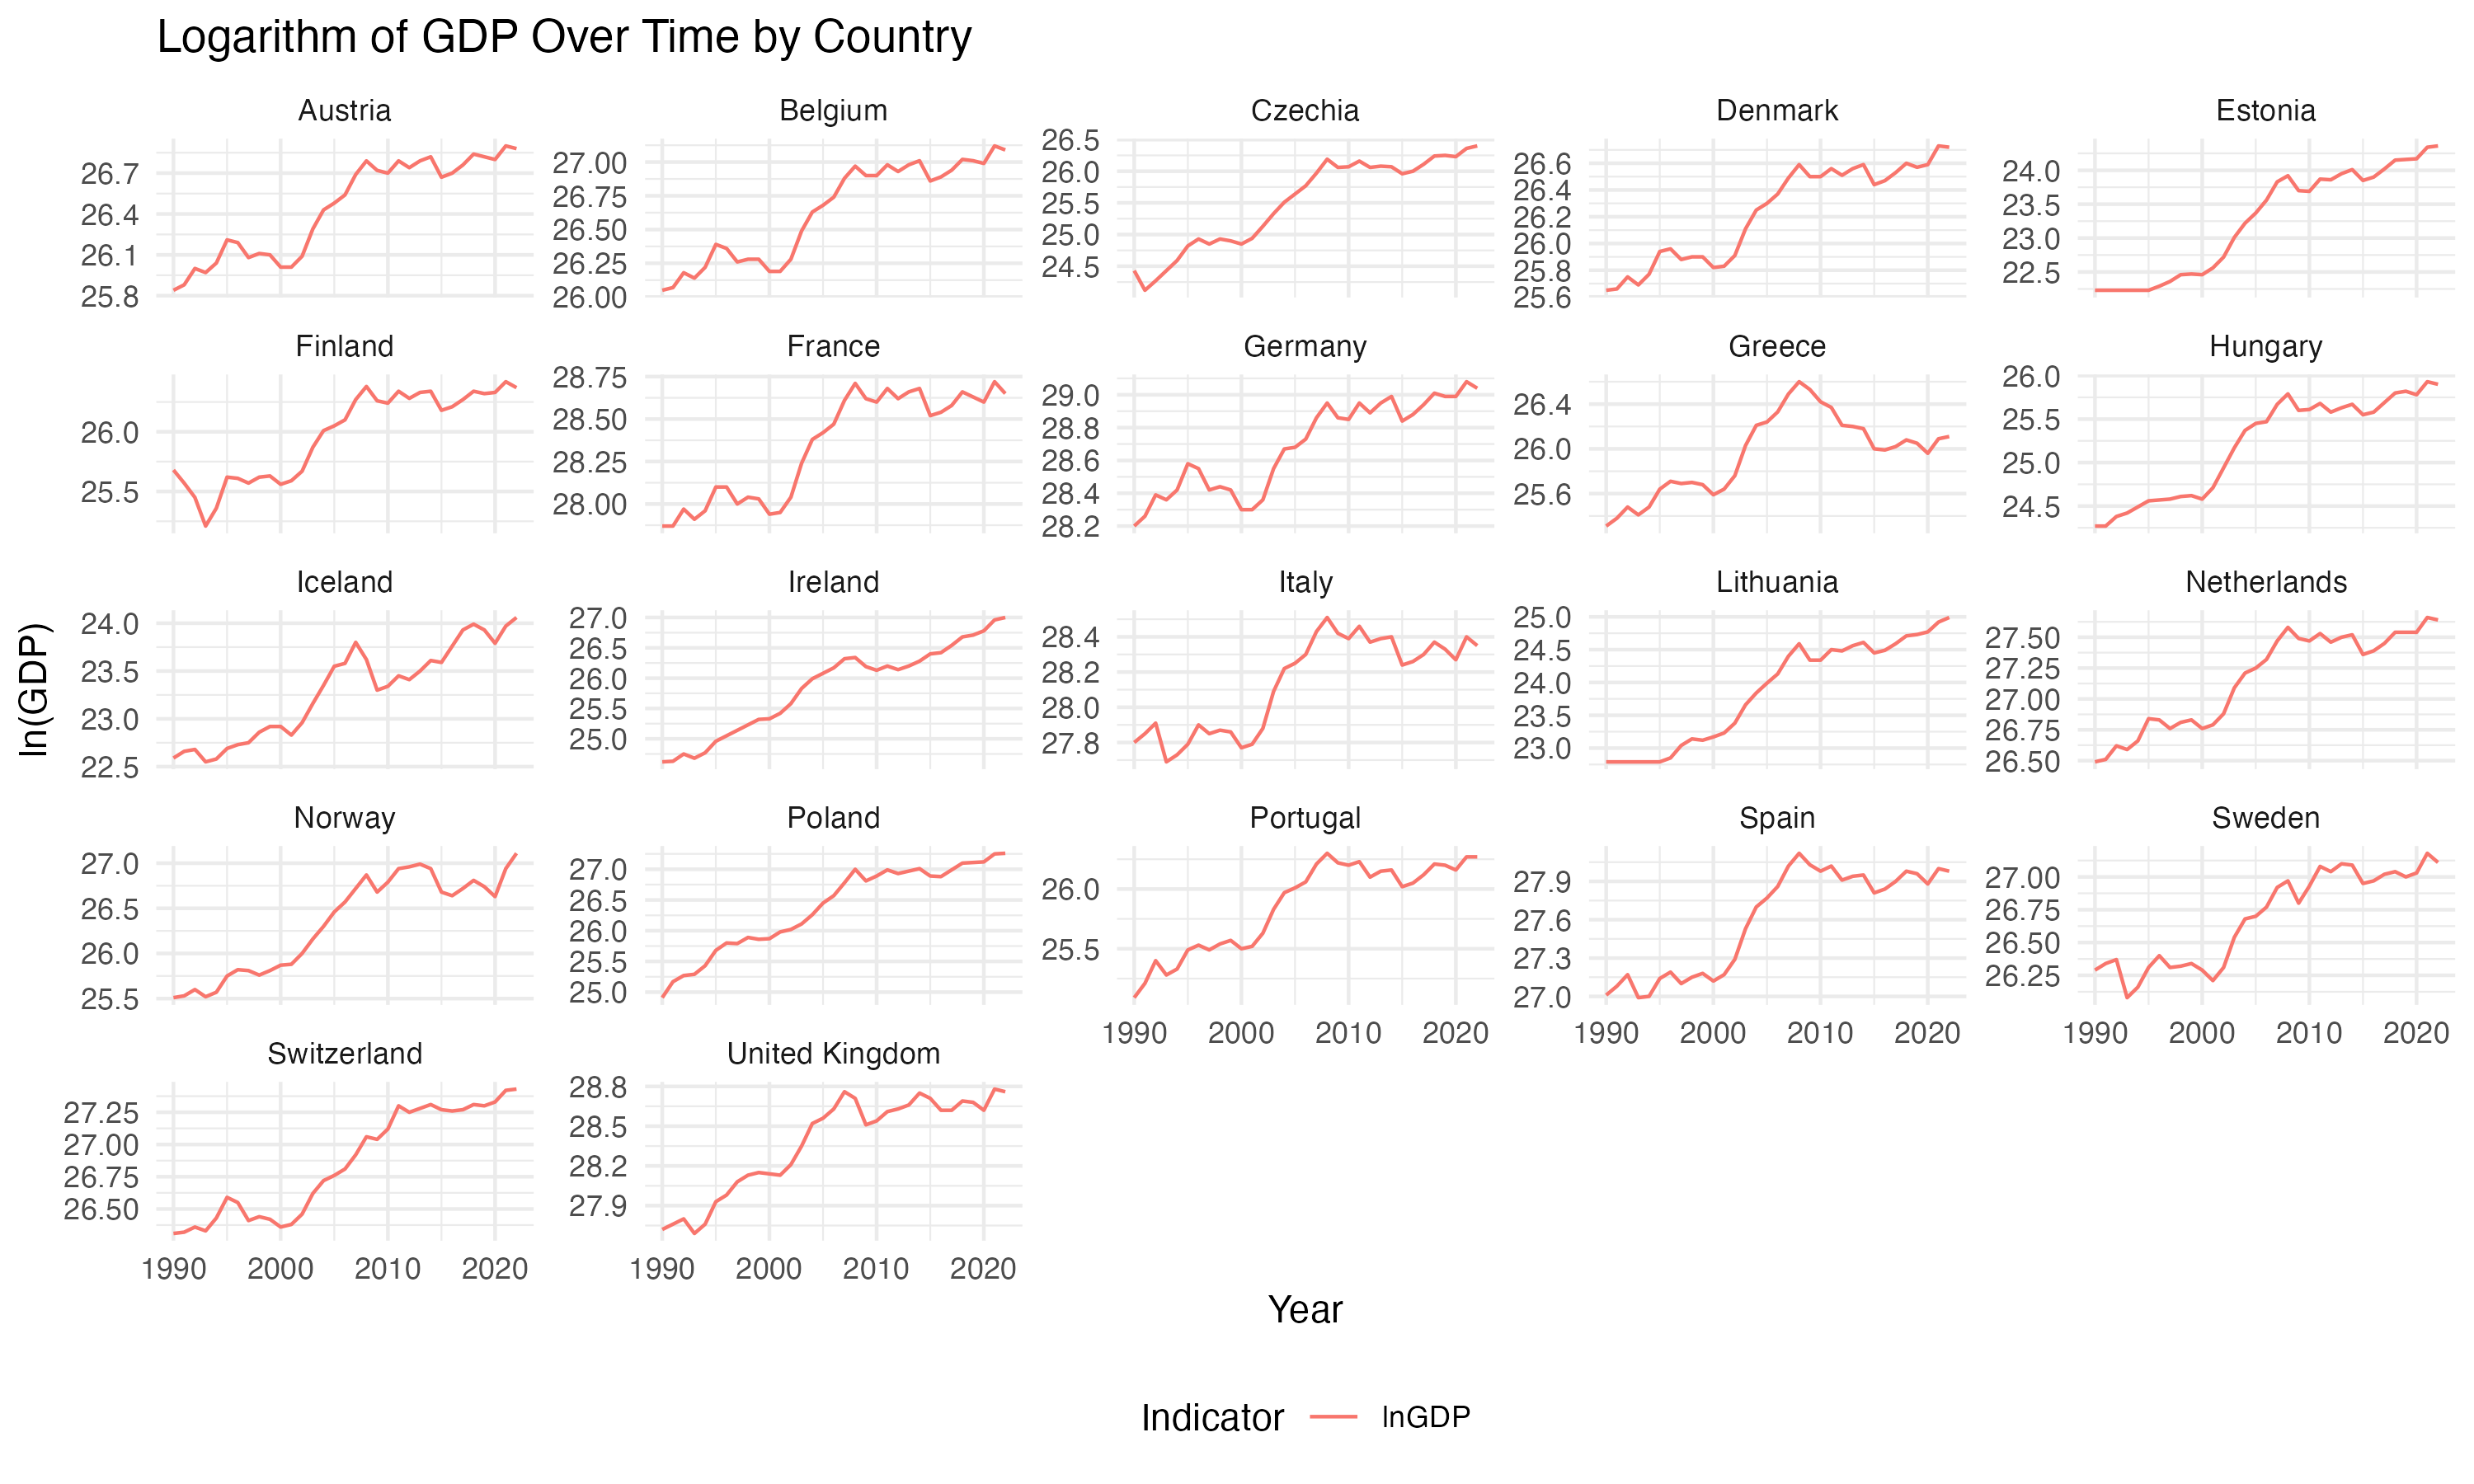 Logarithm of GDP Over Time by Country
Austria
Belgium
Czechia
Denmark
Estonia
26.7
26.4
26.1
25.8
27.00
26.75
26.50
26.25
26.00
26.5
26.0
25.5
25.0
24.5
26.6
26.4
26.2
26.0
25.8
25.6
24.0
23.5
23.0
22.5
Finland
France
Germany
Greece
Hungary
26.0
25.5
28.75
28.50
28.25
28.00
29.0
28.8
28.6
28.4
28.2
26.4
26.0
25.6
26.0
25.5
25.0
24.5
Iceland
Ireland
Italy
Lithuania
Netherlands
24.0
23.5
23.0
22.5
27.0
26.5
26.0
25.5
25.0
28.4
28.2
28.0
27.8
25.0
24.5
24.0
23.5
23.0
27.50
27.25
27.00
26.75
26.50
ln(GDP)
Norway
Poland
Portugal
Spain
Sweden
27.0
26.5
26.0
25.5
27.0
26.5
26.0
25.5
25.0
26.0
25.5
27.9
27.6
27.3
27.0
27.00
26.75
26.50
26.25
1990 2000 2010 2020
1990 2000 2010 2020
1990 2000 2010 2020
Switzerland
United Kingdom
27.25
27.00
26.75
26.50
28.8
28.5
28.2
27.9
1990 2000 2010 2020
1990 2000 2010 2020
Year
Indicator lnGDP